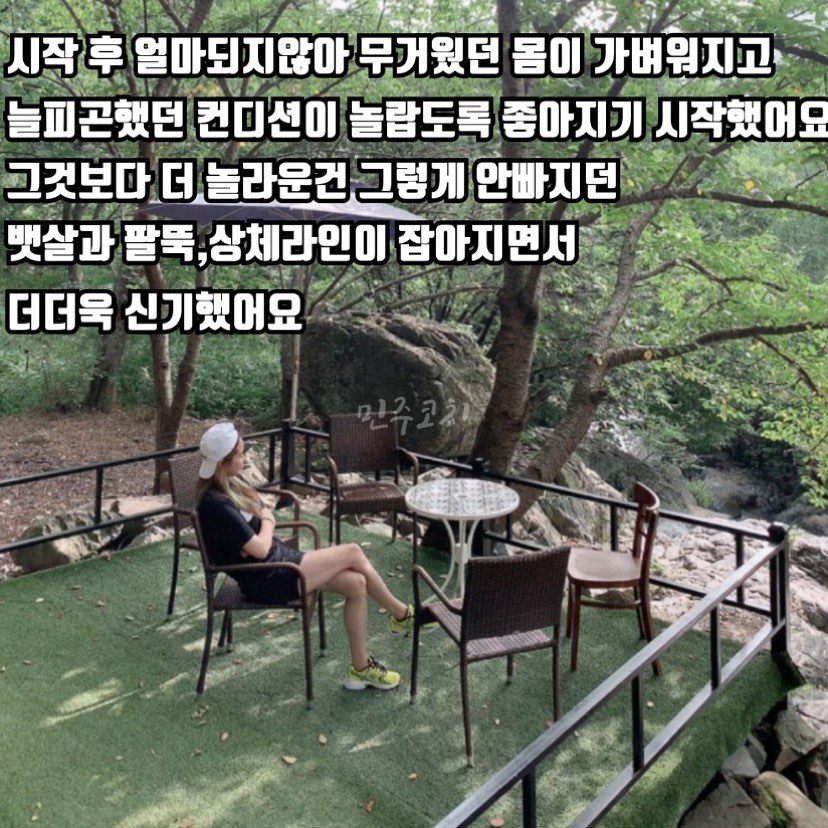 시작 후 얼마되지않아 무거웠던 몸이 가벼워지고
늘피곤했던 컨디션이 놀랍도록 좋아지기 시작했어요
그것보다 더 놀라운건 그렇게 안빠지던
뱃살과 팔뚝,상체라인이 잡아지면서
더더욱 신기했어요
민주코치